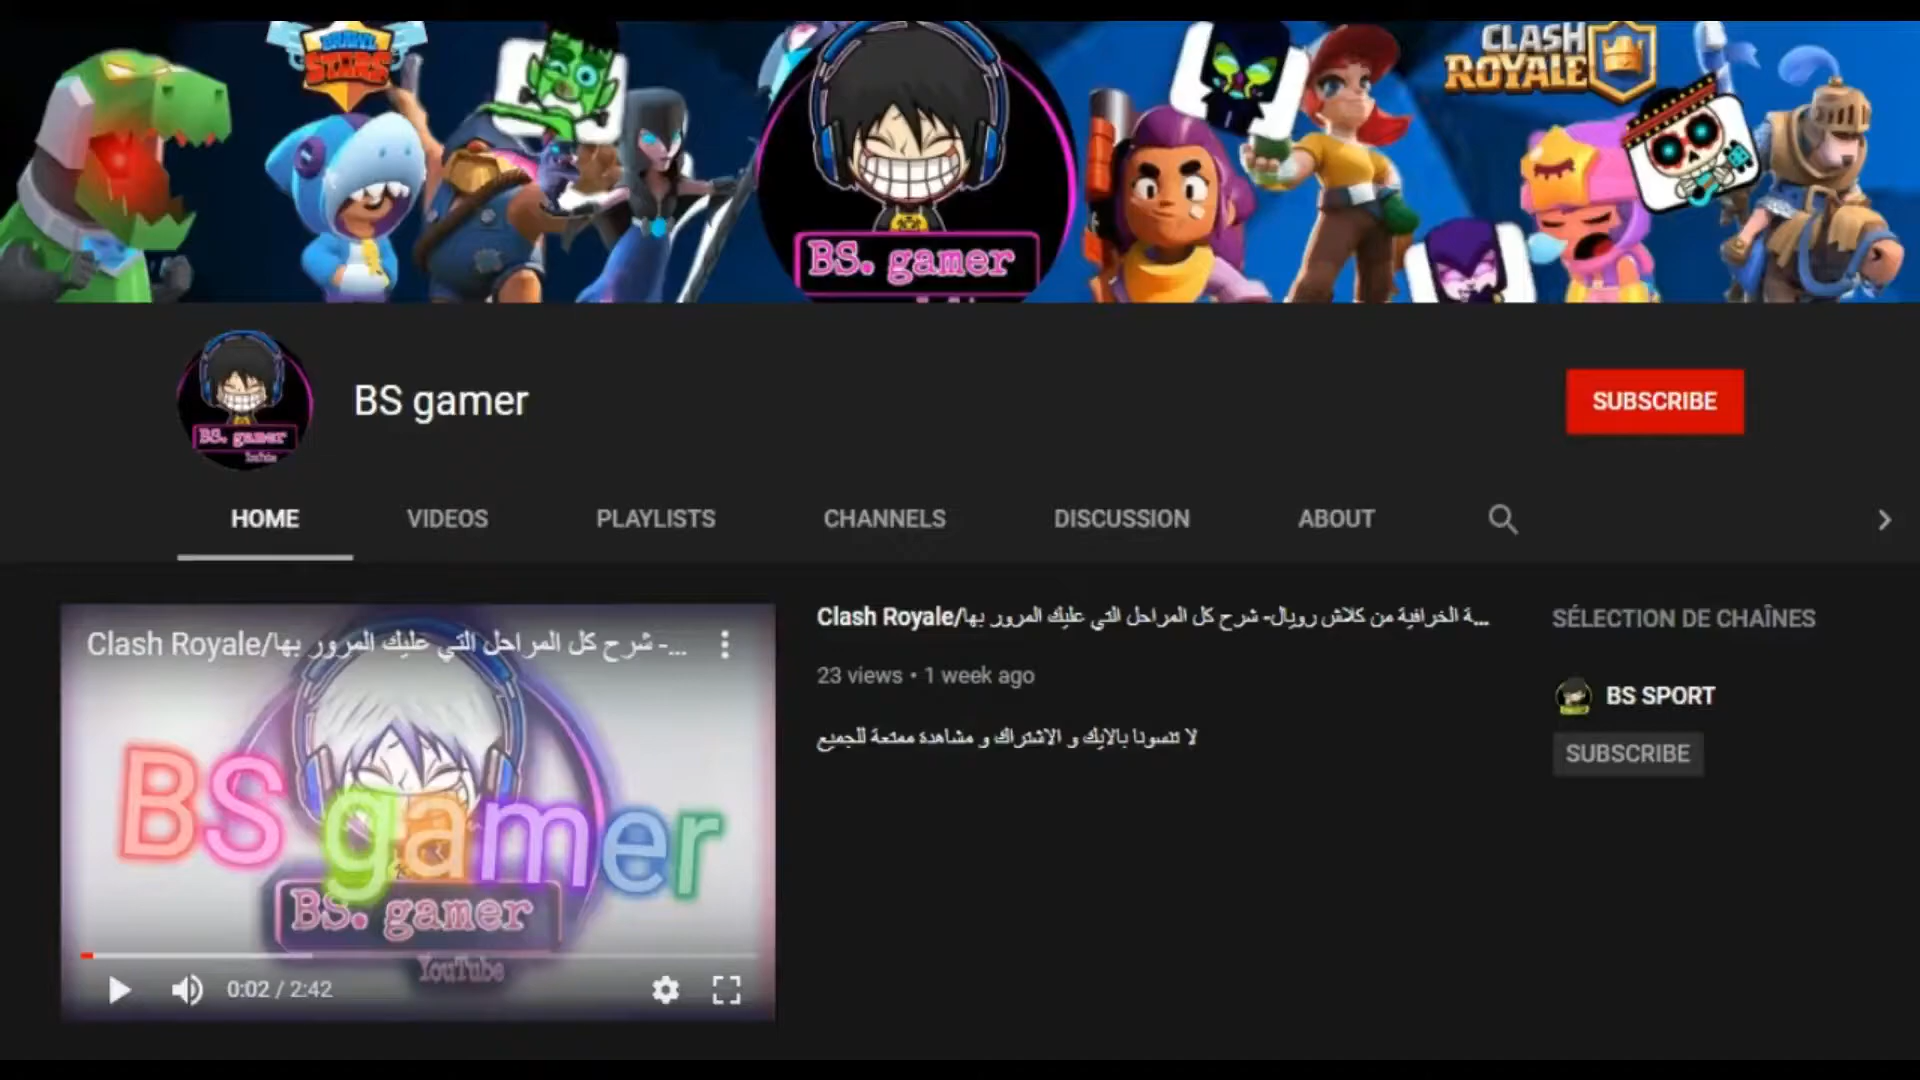 BRAWL
STARS
CLASH
ROYALE
BS. gamer
BS gamer
BS. gamer
YouTube
SUBSCRIBE
HOME
VIDEOS
PLAYLISTS
CHANNELS
DISCUSSION
ABOUT
Clash Royale/شرح كل المراحل التي عليك المرور بها -...
BS gamer
BS. gamer
YouTube
0:02 / 2:42
Clash Royale/ة الخرافية من كلاش رويال- شرح كل المراحل التي عليك المرور بها...
23 views • 1 week ago
لا تنسونا بالايك و الاشتراك و مشاهدة ممتعة للجميع
SÉLECTION DE CHAÎNES
BS SPORT
SUBSCRIBE